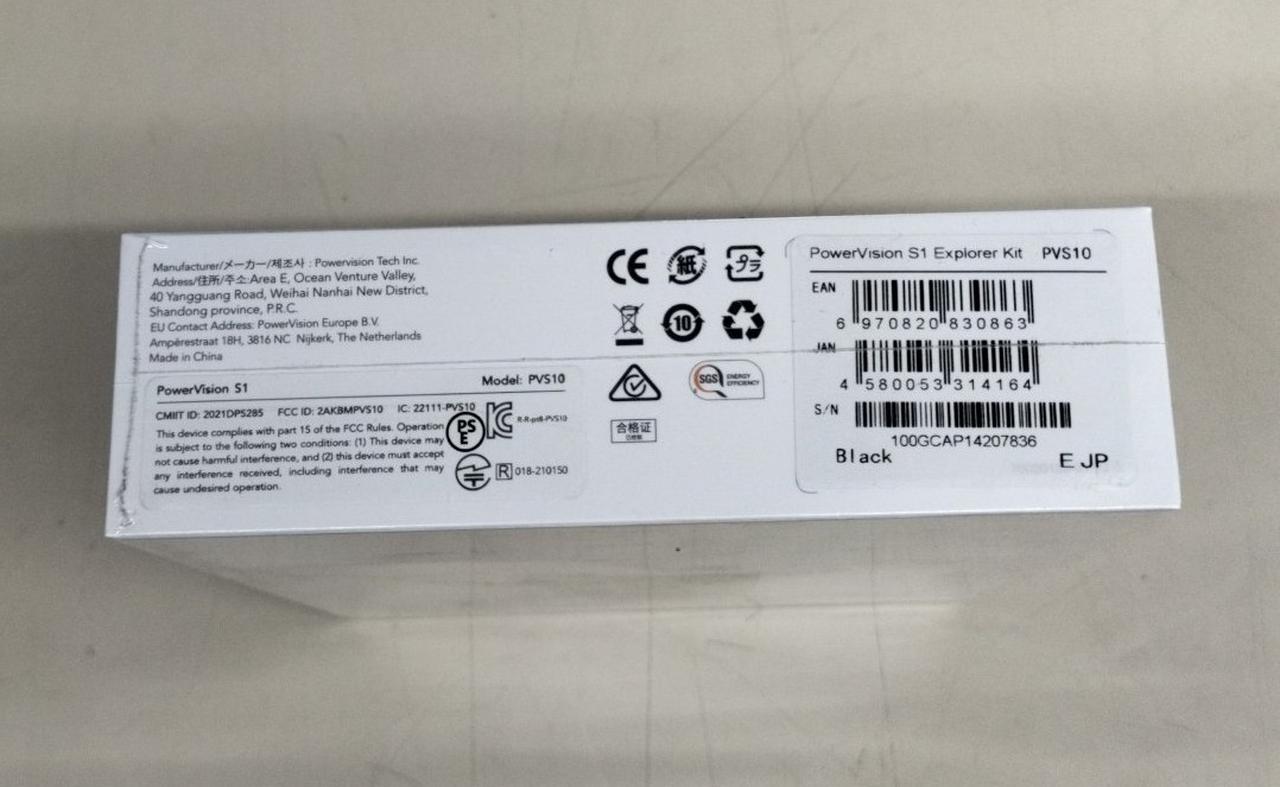 Manufacturer/メーカー/제조사 : Powervision Tech Inc.
Address/住所/주소:Area E, Ocean Venture Valley,
40 Yangguang Road, Weihai Nanhai New District,
Shandong province, P.R.C.
EU Contact Address: PowerVision Europe B.V.
Ampèrestraat 18H, 3816 NC Nijkerk, The Netherlands
Made in China
PowerVision S1 Model: PVS10
CMIIT ID: 2021DP5285 FCC ID: 2AKBMPVS10 IC: 22111-PVS10
This device complies with part 15 of the FCC Rules. Operation
is subject to the following two conditions: (1) This device may
not cause harmful interference, and (2) this device must accept
any interference received, including interference that may
cause undesired operation.
PS
E
R-R-pt8-PVS10
R 018-210150
CE 紙 プラ
10
SGS ENERGY
EFFICIENCY
合格证
PowerVision S1 Explorer Kit PVS10
EAN
6 970820 830863
JAN
4 580053 314164
S/N
100GCAP14207836
Black E JP